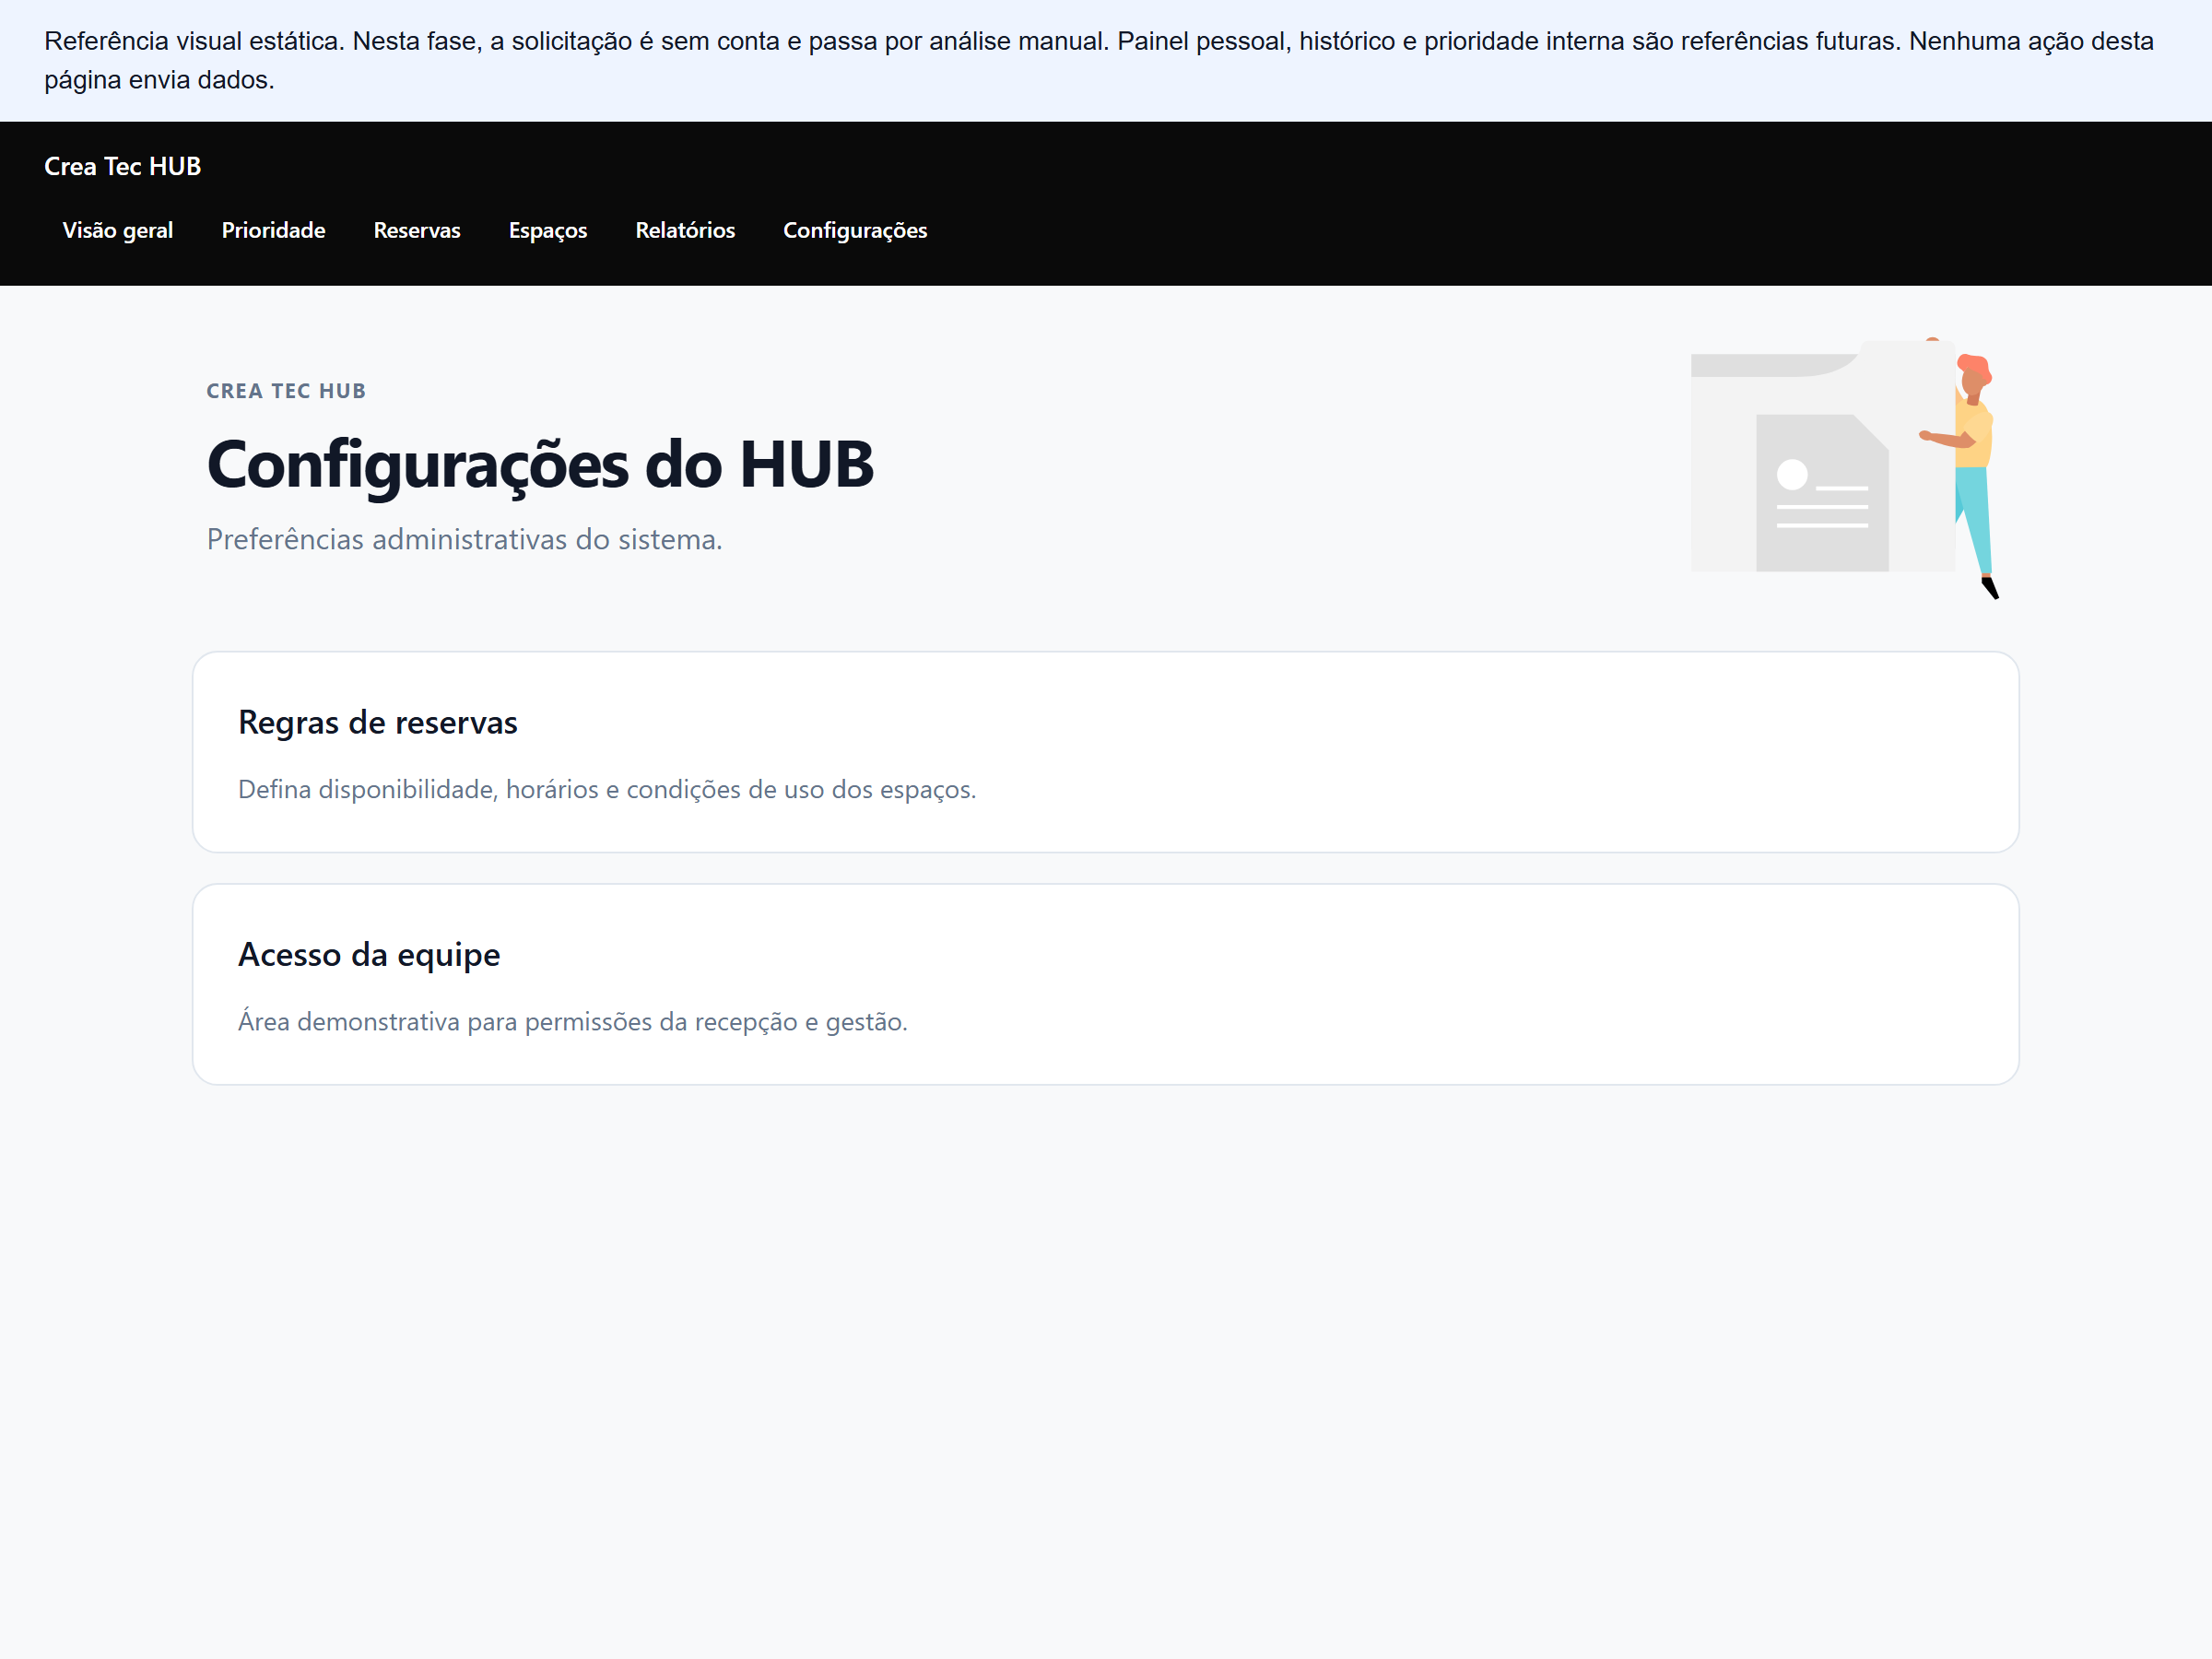 Referência visual estática. Nesta fase, a solicitação é sem conta e passa por análise manual. Painel pessoal, histórico e prioridade interna são referências futuras. Nenhuma ação desta
página envia dados.
Crea Tec HUB
Visão geral Prioridade Reservas Espaços Relatórios Configurações
CREA TEC HUB
Configurações do HUB
Preferências administrativas do sistema.
Regras de reservas
Defina disponibilidade, horários e condições de uso dos espaços.
Acesso da equipe
Área demonstrativa para permissões da recepção e gestão.